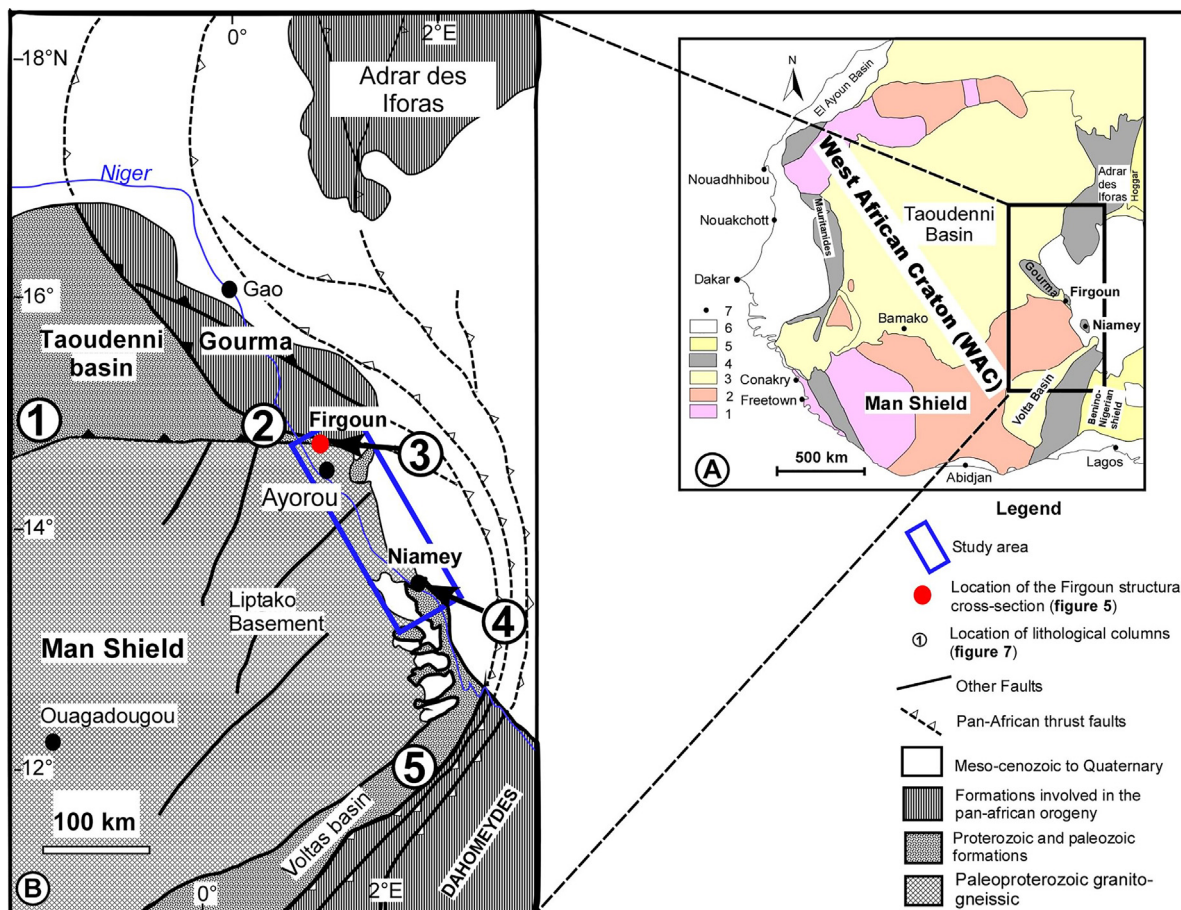 0°
2°E
18°N
Adrar des
Iforas
Niger
Gao
16°
Taoudenni
basin
Gourma
1
2
Firgoun
3
Ayorou
14°
Niamey
4
Liptako
Basement
Man Shield
Ouagadougou
12°
5
100 km
Voltas basin
DAHOMEYDES
B
0°
2°E
N
El Ayoun Basin
West African Craton (WAC)
Nouadhhibou
Nouakchott
Mauritanides
Taoudenni
Basin
Adrar
des
Iforas
Hoggar
Dakar
Gourma
Firgoun
Niamey
Bamako
7
6
5
4
3
2
1
Conakry
Freetown
Man Shield
Volta Basin
Benino-
Nigerian
shield
A
500 km
Abidjan
Lagos
Legend
Study area
Location of the Firgoun structura
cross-section (figure 5)
1
Location of lithological columns
(figure 7)
Other Faults
Pan-African thrust faults
Meso-cenozoic to Quaternary
Formations involved in the
pan-african orogeny
Proterozoic and paleozoic
formations
Paleoproterozoic granito-
gneissic